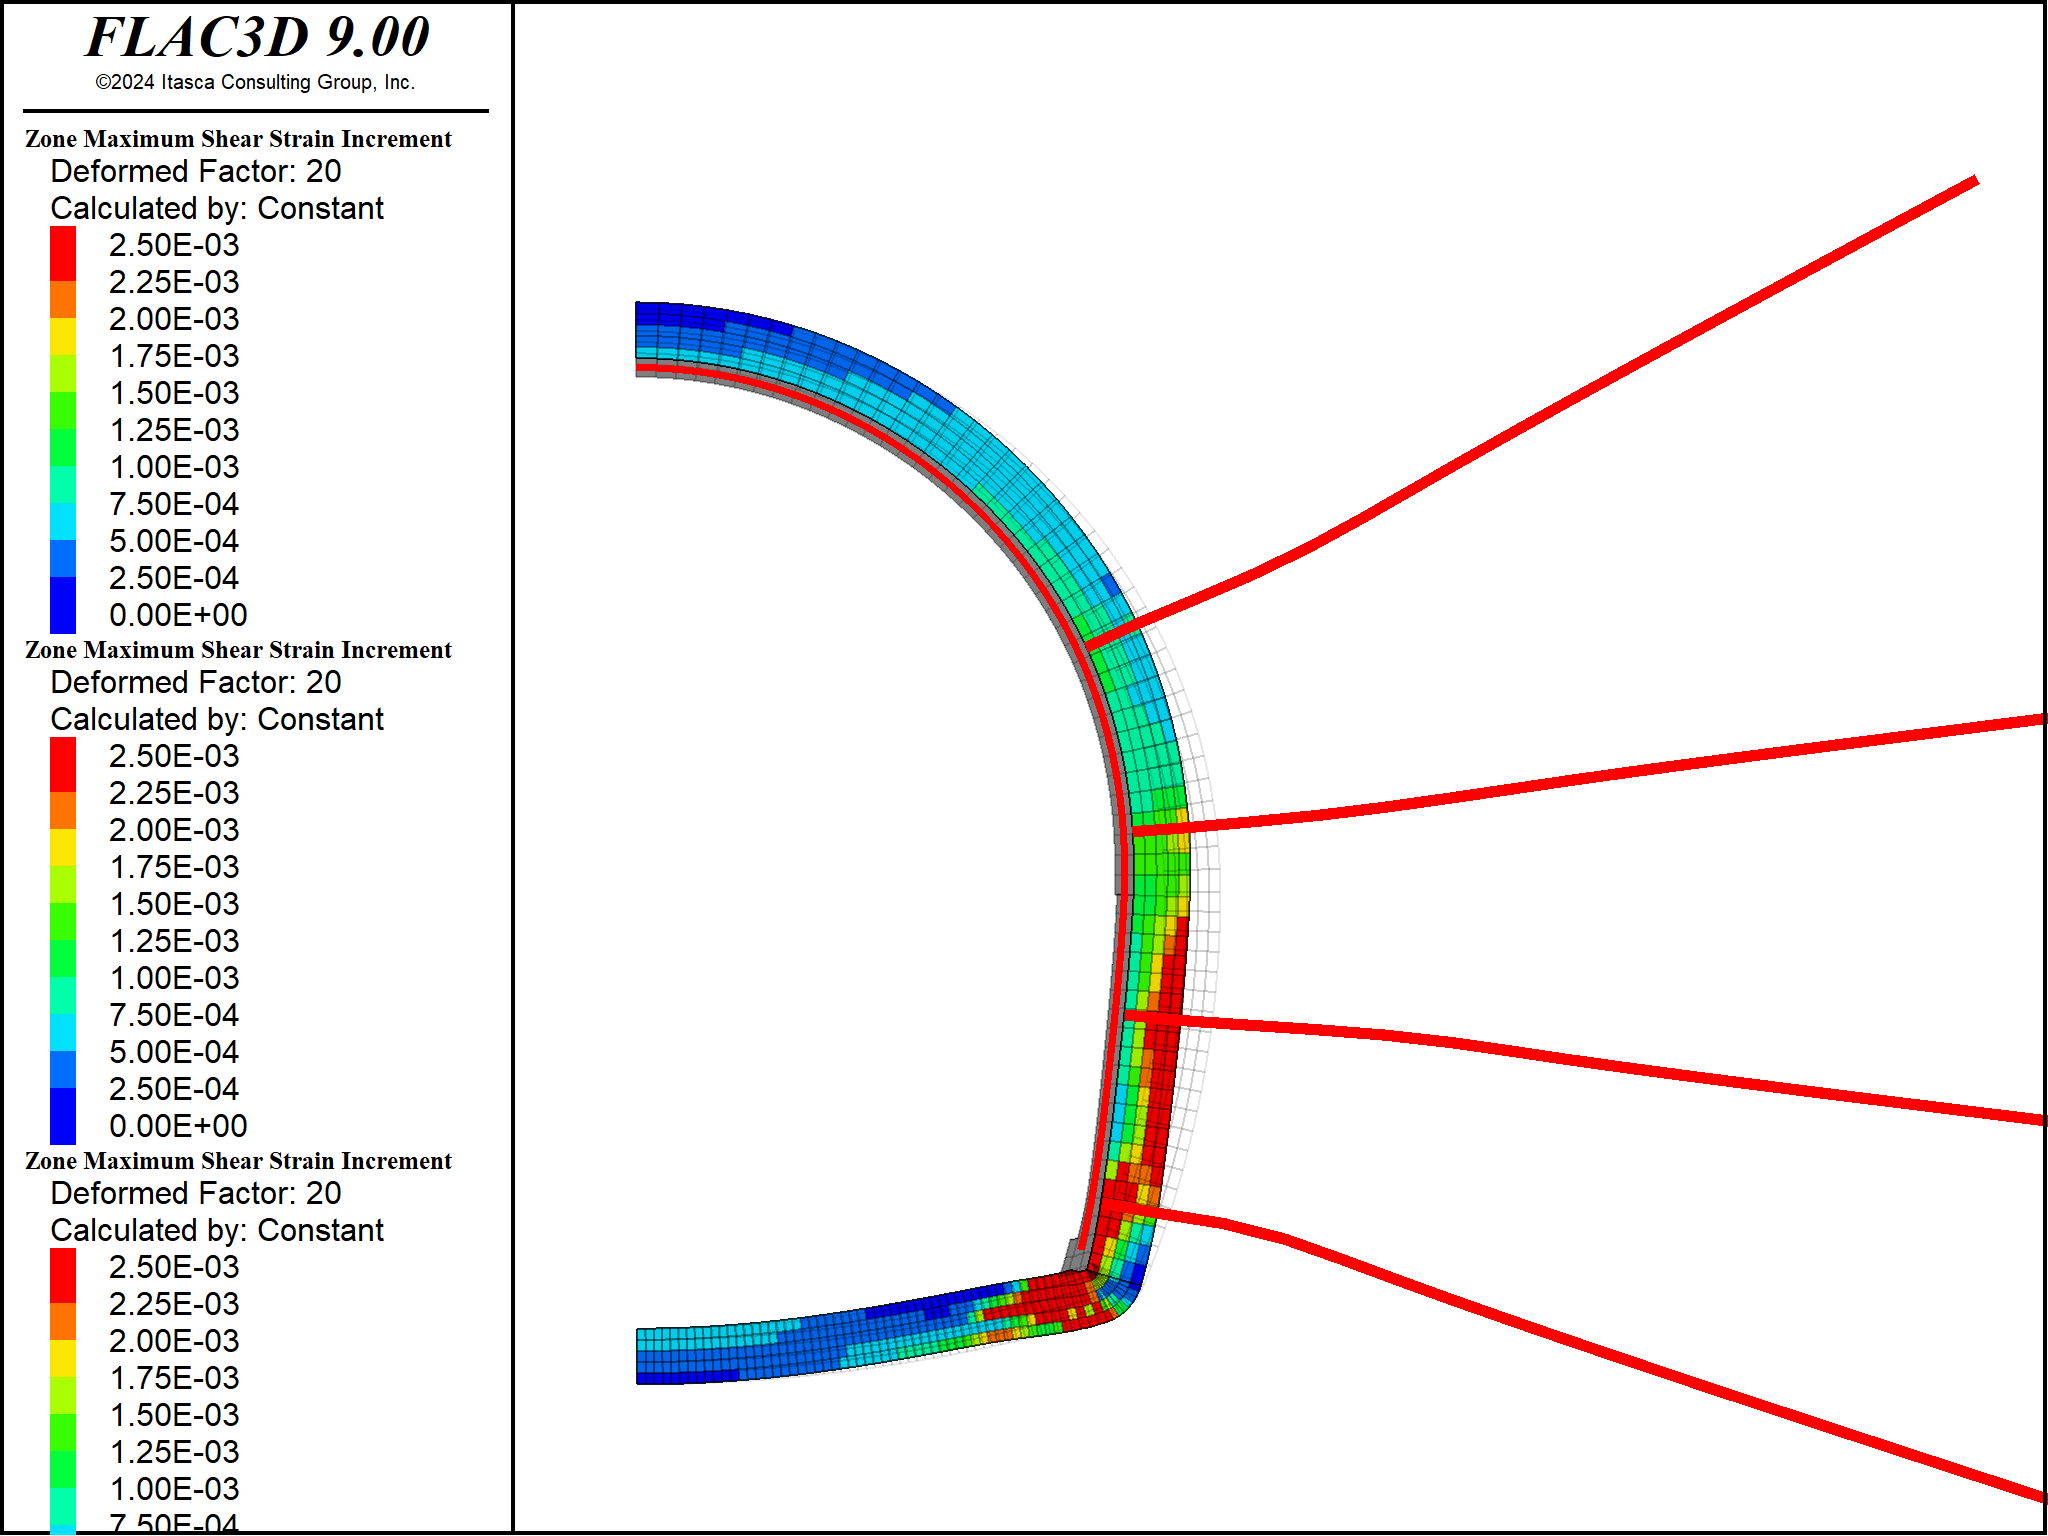 FLAC3D 9.00
©2024 Itasca Consulting Group, Inc.
Zone Maximum Shear Strain Increment
Deformed Factor: 20
Calculated by: Constant
2.50E-03
2.25E-03
2.00E-03
1.75E-03
1.50E-03
1.25E-03
1.00E-03
7.50E-04
5.00E-04
2.50E-04
0.00E+00
Zone Maximum Shear Strain Increment
Deformed Factor: 20
Calculated by: Constant
2.50E-03
2.25E-03
2.00E-03
1.75E-03
1.50E-03
1.25E-03
1.00E-03
7.50E-04
5.00E-04
2.50E-04
0.00E+00
Zone Maximum Shear Strain Increment
Deformed Factor: 20
Calculated by: Constant
2.50E-03
2.25E-03
2.00E-03
1.75E-03
1.50E-03
1.25E-03
1.00E-03
7.50E-04